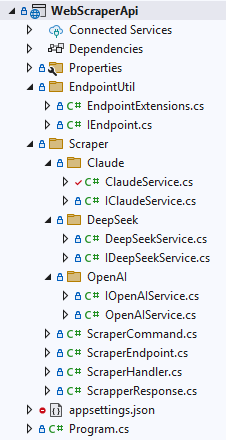 WebScraperApi
Connected Services
Dependencies
Properties
EndpointUtil
C# EndpointExtensions.cs
C# IEndpoint.cs
Scraper
Claude
C# ClaudeService.cs
C# IClaudeService.cs
DeepSeek
C# DeepSeekService.cs
C# IDeepSeekService.cs
OpenAI
C# IOpenAIService.cs
C# OpenAIService.cs
C# ScraperCommand.cs
C# ScraperEndpoint.cs
C# ScraperHandler.cs
C# ScrapperResponse.cs
appsettings.json
C# Program.cs